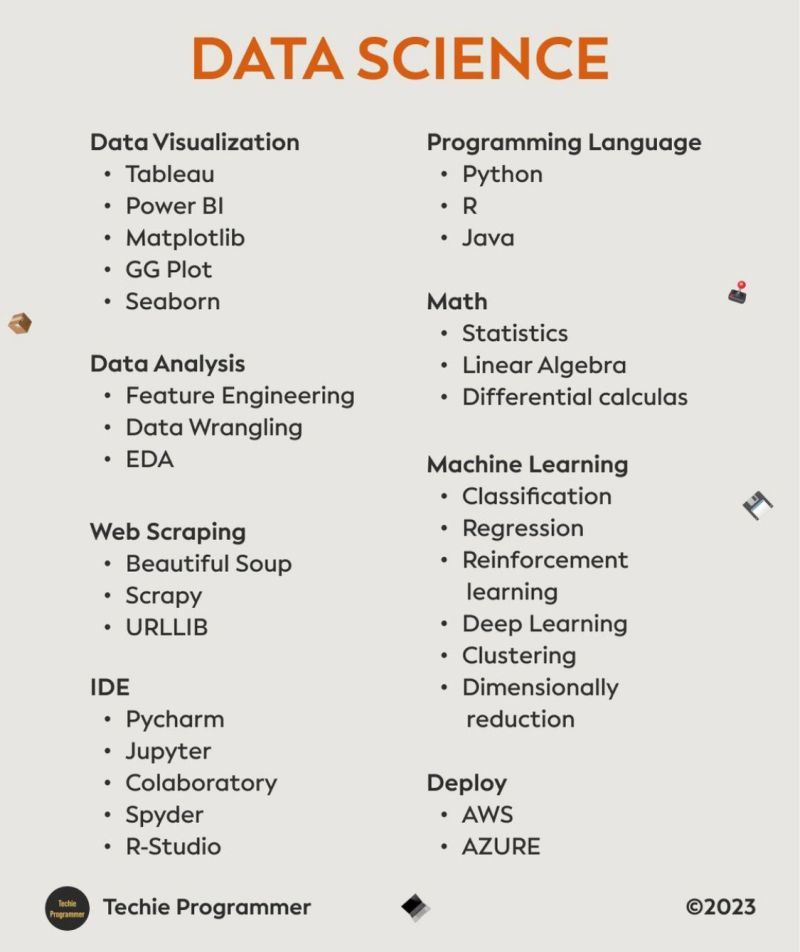 DATA SCIENCE
Data Visualization
• Tableau
• Power BI
• Matplotlib
• GG Plot
• Seaborn
Data Analysis
• Feature Engineering
• Data Wrangling
• EDA
Web Scraping
• Beautiful Soup
• Scrapy
• URLLIB
IDE
• Pycharm
• Jupyter
• Colaboratory
• Spyder
• R-Studio
Programming Language
• Python
• R
• Java
Math
• Statistics
• Linear Algebra
• Differential calculas
Machine Learning
• Classification
• Regression
• Reinforcement
learning
• Deep Learning
• Clustering
• Dimensionally
reduction
Deploy
• AWS
• AZURE
Techie
Programmer
Techie Programmer
©2023